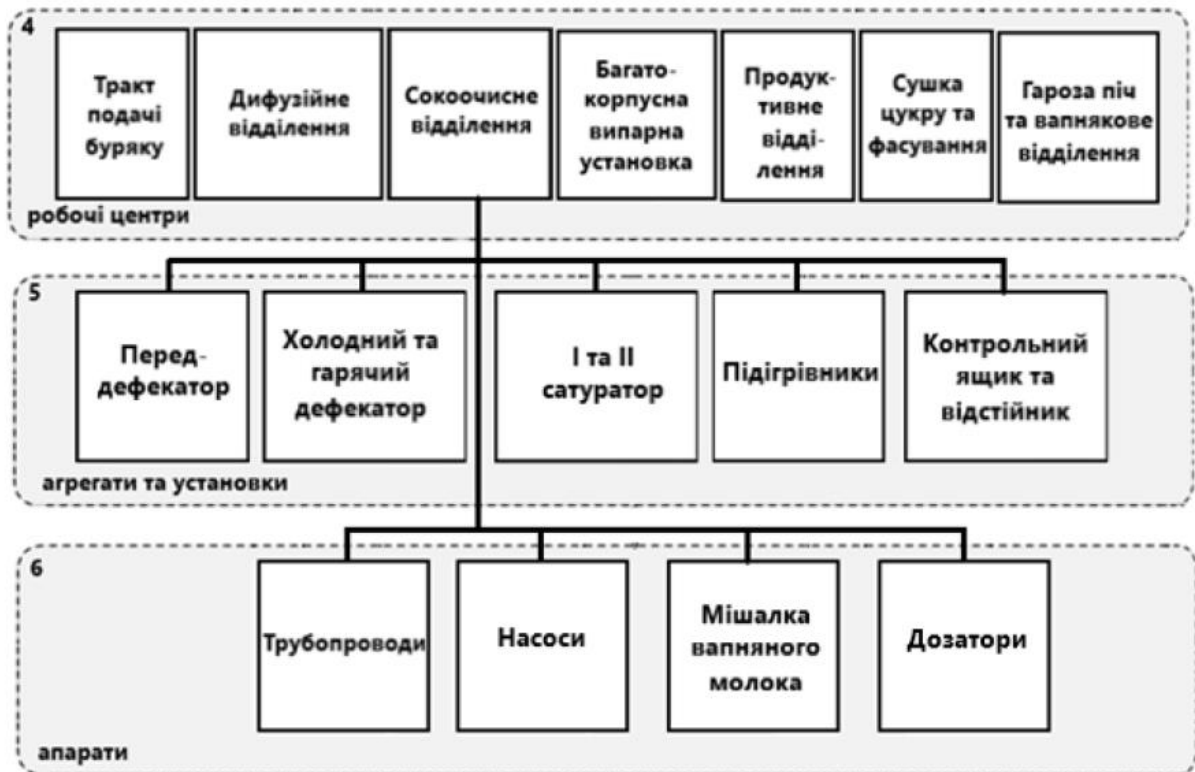 4
Тракт
подачі
буряку
Дифузійне
відділення
Сокоочисне
відділення
Багато-
корпусна
випарна
установка
Продук-
тивне
відді-
лення
Сушка
цукру та
фасування
Гароза піч
та вапнякове
відділення
робочі центри
5
Перед-
дефекатор
Холодний та
гарячий
дефекатор
І та ІІ
сатуратор
Підігрівники
Контрольний
ящик та
відстійник
агрегати та установки
6
Трубопроводи
Насоси
Мішалка
вапняного
молока
Дозатори
апарати